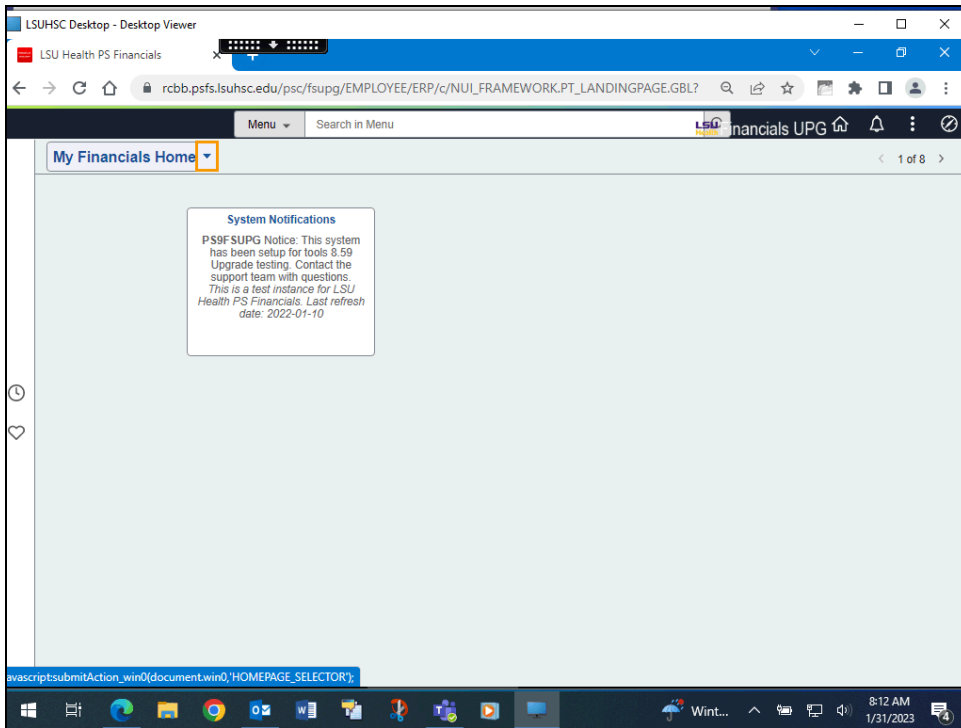 LSUHSC Desktop - Desktop Viewer
LSU Health PS Financials
rcbb.psfs.lsuhsc.edu/psc/fsupg/EMPLOYEE/ERP/c/NUI_FRAMEWORK.PT_LANDINGPAGE.GBL?
Menu
Search in Menu
LSU
Health
Financials UPG
My Financials Home
1 of 8
System Notifications
PS9FSUPG Notice: This system
has been setup for tools 8.59
Upgrade testing. Contact the
support team with questions.
This is a test instance for LSU
Health PS Financials. Last refresh
date: 2022-01-10
avascript:submitAction_win0(document.win0,'HOMEPAGE_SELECTOR');
Wint...
8:12 AM
1/31/2023
4